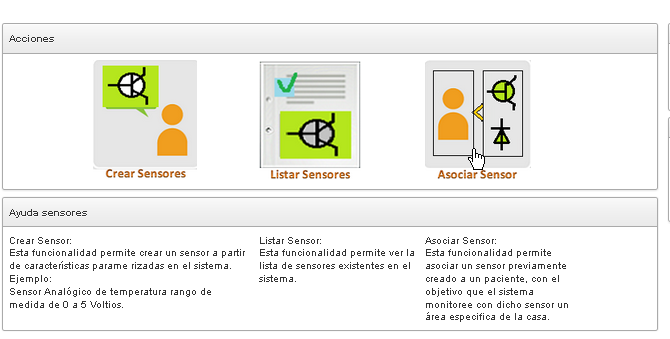 Acciones
Crear Sensores
Listar Sensores
Asociar Sensor
Ayuda sensores
Crear Sensor:
Esta funcionalidad permite crear un sensor a partir
de características parame rizadas en el sistema.
Ejemplo:
Sensor Analógico de temperatura rango de
medida de 0 a 5 Voltios.
Listar Sensor:
Esta funcionalidad permite ver la
lista de sensores existentes en el
sistema.
Asociar Sensor:
Esta funcionalidad permite
asociar un sensor previamente
creado a un paciente, con el
objetivo que el sistema
monitoree con dicho sensor un
área especifica de la casa.